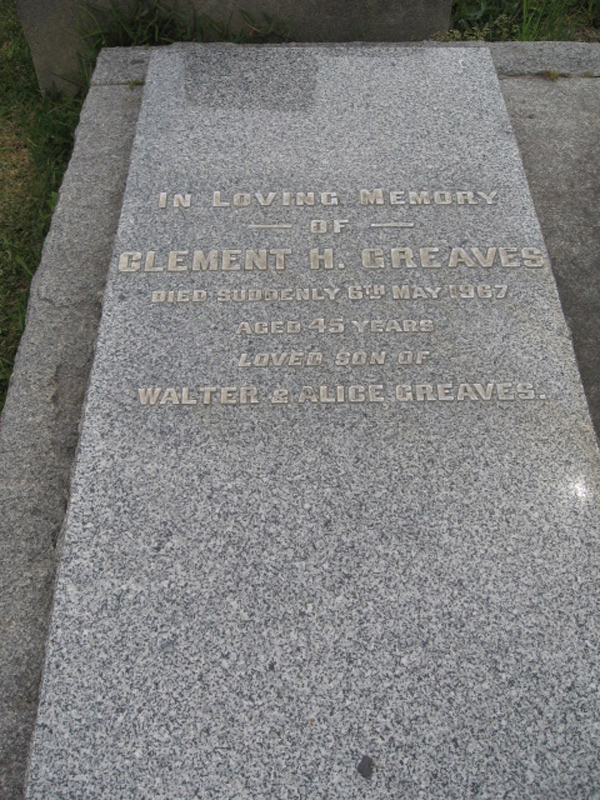 In Loving Memory
— OF —
CLEMENT H. GREAVES
DIED SUDDENLY 6TH MAY 1967
AGED 45 YEARS
LOVED SON OF
WALTER & ALICE GREAVES.